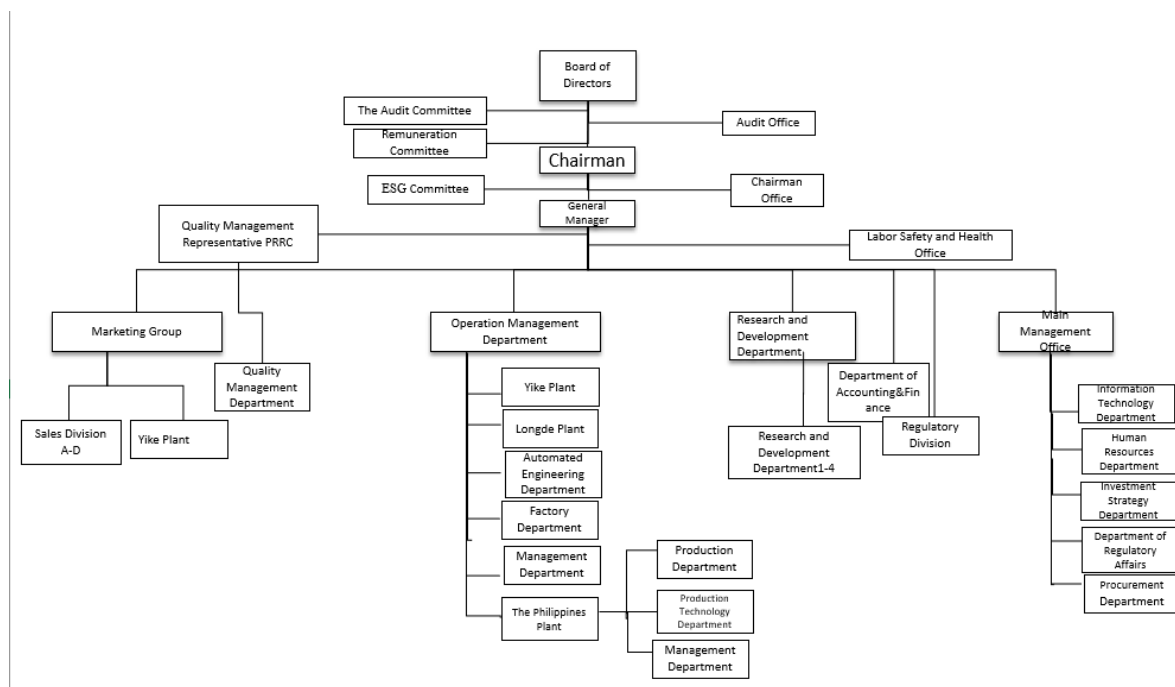 Board of
Directors
The Audit Committee
Audit Office
Remuneration
Committee
Chairman
ESG Committee
Chairman
Office
General
Manager
Quality Management
Representative PRRC
Labor Safety and Health
Office
Marketing Group
Operation Management
Department
Research and
Development
Department
Main
Management
Office
Quality
Management
Department
Yike Plant
Department of
Accounting&Fin
ance
Information
Technology
Department
Sales Division
A-D
Yike Plant
Longde Plant
Research and
Development
Department1-4
Regulatory
Division
Human
Resources
Department
Automated
Engineering
Department
Investment
Strategy
Department
Factory
Department
Department of
Regulatory
Affairs
Management
Department
Production
Department
Procurement
Department
The Philippines
Plant
Production
Technology
Department
Management
Department